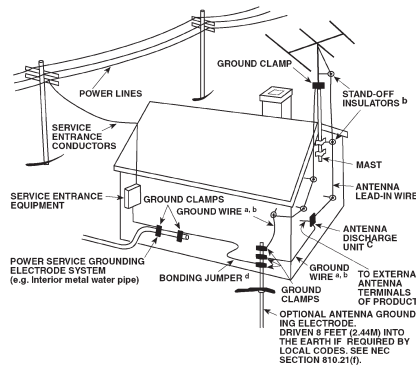 GROUND CLAMP
POWER LINES
STAND-OFF
INSULATORS b
SERVICE
ENTRANCE
CONDUCTORS
MAST
ANTENNA
LEAD-IN WIRE
SERVICE ENTRANCE
EQUIPMENT
GROUND CLAMPS
GROUND WIRE a, b
ANTENNA
DISCHARGE
UNIT C
POWER SERVICE GROUNDING
ELECTRODE SYSTEM
(e.g. Interior metal water pipe)
BONDING JUMPER d
GROUND
WIRE a, b
GROUND
CLAMPS
TO EXTERNA
ANTENNA
TERMINALS
OF PRODUCT
OPTIONAL ANTENNA GROUND
ING ELECTRODE.
DRIVEN 8 FEET (2.44M) INTO
THE EARTH IF REQUIRED BY
LOCAL CODES. SEE NEC
SECTION 810.21(f).